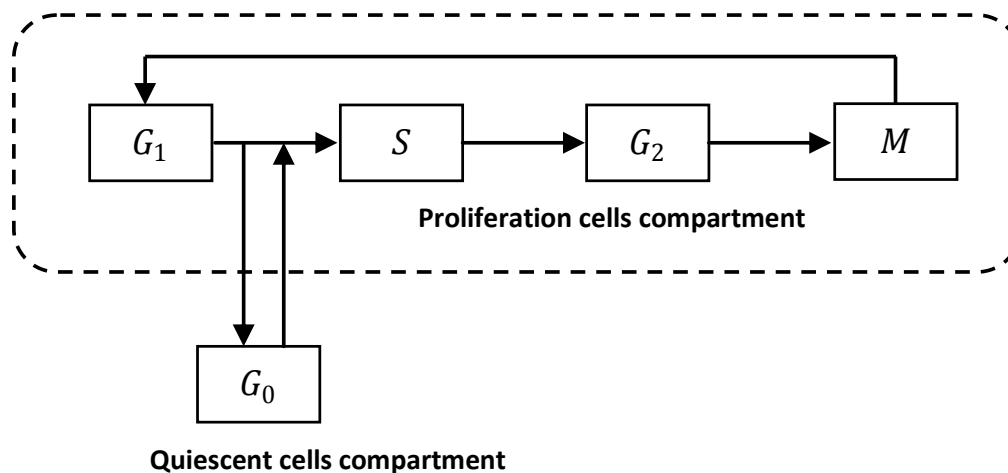 G₁
S
G₂
M
Proliferation cells compartment
G₀
Quiescent cells compartment